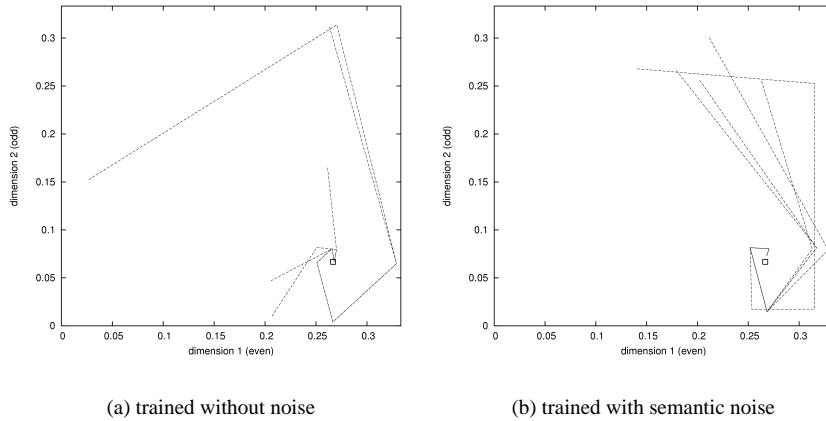 0.3
0.25
0.2
0.15
0.1
0.05
0
dimension 2 (odd)
0 0.05 0.1 0.15 0.2 0.25 0.3
dimension 1 (even)
(a) trained without noise
0.3
0.25
0.2
0.15
0.1
0.05
0
dimension 2 (odd)
0 0.05 0.1 0.15 0.2 0.25 0.3
dimension 1 (even)
(b) trained with semantic noise